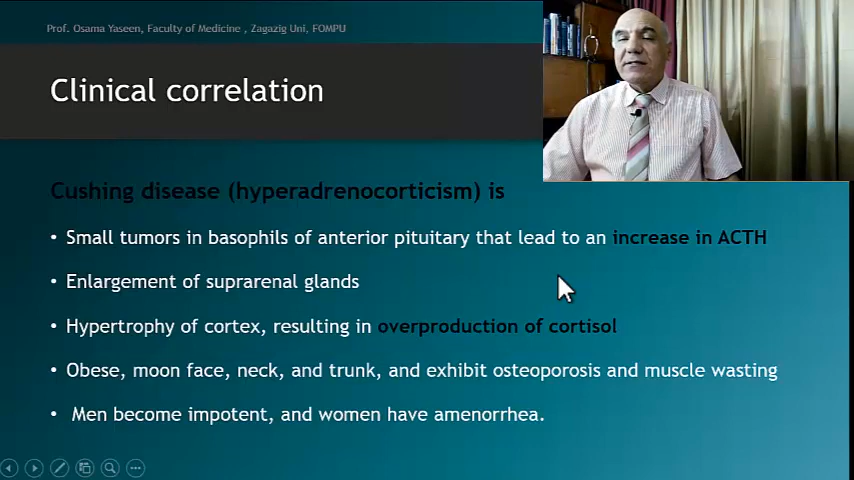 Prof. Osama Yaseen, Faculty of Medicine , Zagazig Uni, FOMPU
Clinical correlation
Cushing disease (hyperadrenocorticism) is
• Small tumors in basophils of anterior pituitary that lead to an increase in ACTH
• Enlargement of suprarenal glands
• Hypertrophy of cortex, resulting in overproduction of cortisol
• Obese, moon face, neck, and trunk, and exhibit osteoporosis and muscle wasting
• Men become impotent, and women have amenorrhea.